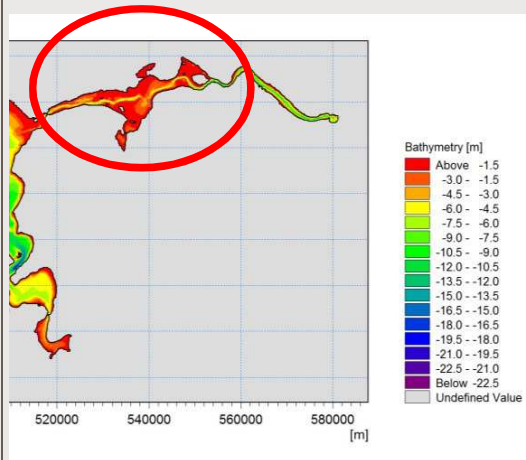 Bathymetry [m]
Above -1.5
-3.0 - -1.5
-4.5 - -3.0
-6.0 - -4.5
-7.5 - -6.0
-9.0 - -7.5
-10.5 - -9.0
-12.0 - -10.5
-13.5 - -12.0
-15.0 - -13.5
-16.5 - -15.0
-18.0 - -16.5
-19.5 - -18.0
-21.0 - -19.5
-22.5 - -21.0
Below -22.5
Undefined Value
520000 540000 560000 580000
[m]